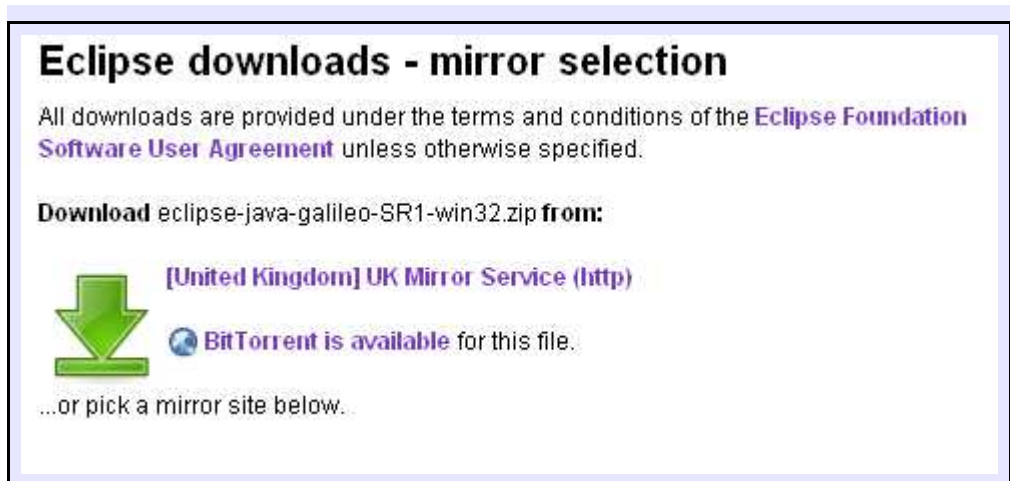 Eclipse downloads - mirror selection
All downloads are provided under the terms and conditions of the Eclipse Foundation
Software User Agreement unless otherwise specified.
Download eclipse-java-galileo-SR1-win32.zip from:
[United Kingdom] UK Mirror Service (http)
BitTorrent is available for this file.
...or pick a mirror site below.